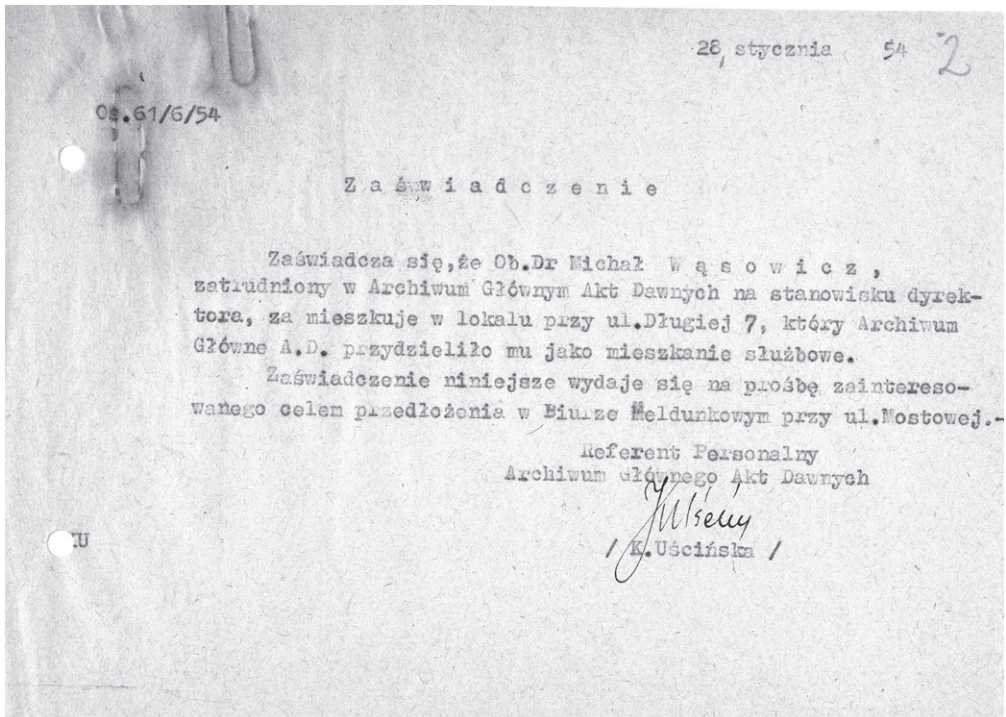 28, stycznia 54 2
Os.61/6/54
Zaświadczenie
Zaświadcza się,że Ob.Dr Michał Wąsowicz,
zatrudniony w Archiwum Głównym Akt Dawnych na stanowisku dyrek-
tora, za mieszkuje w lokalu przy ul.Długiej 7, który Archiwum
Główne A.D. przydzieliło mu jako mieszkanie służbowe.
Zaświadczenie niniejsze wydaje się na prośbę zaintereso-
wanego celem przedłożenia w Biurze Meldunkowym przy ul.Mostowej.-
Referent Personalny
Archiwum Głównego Akt Dawnych
/ K.Uścińska /